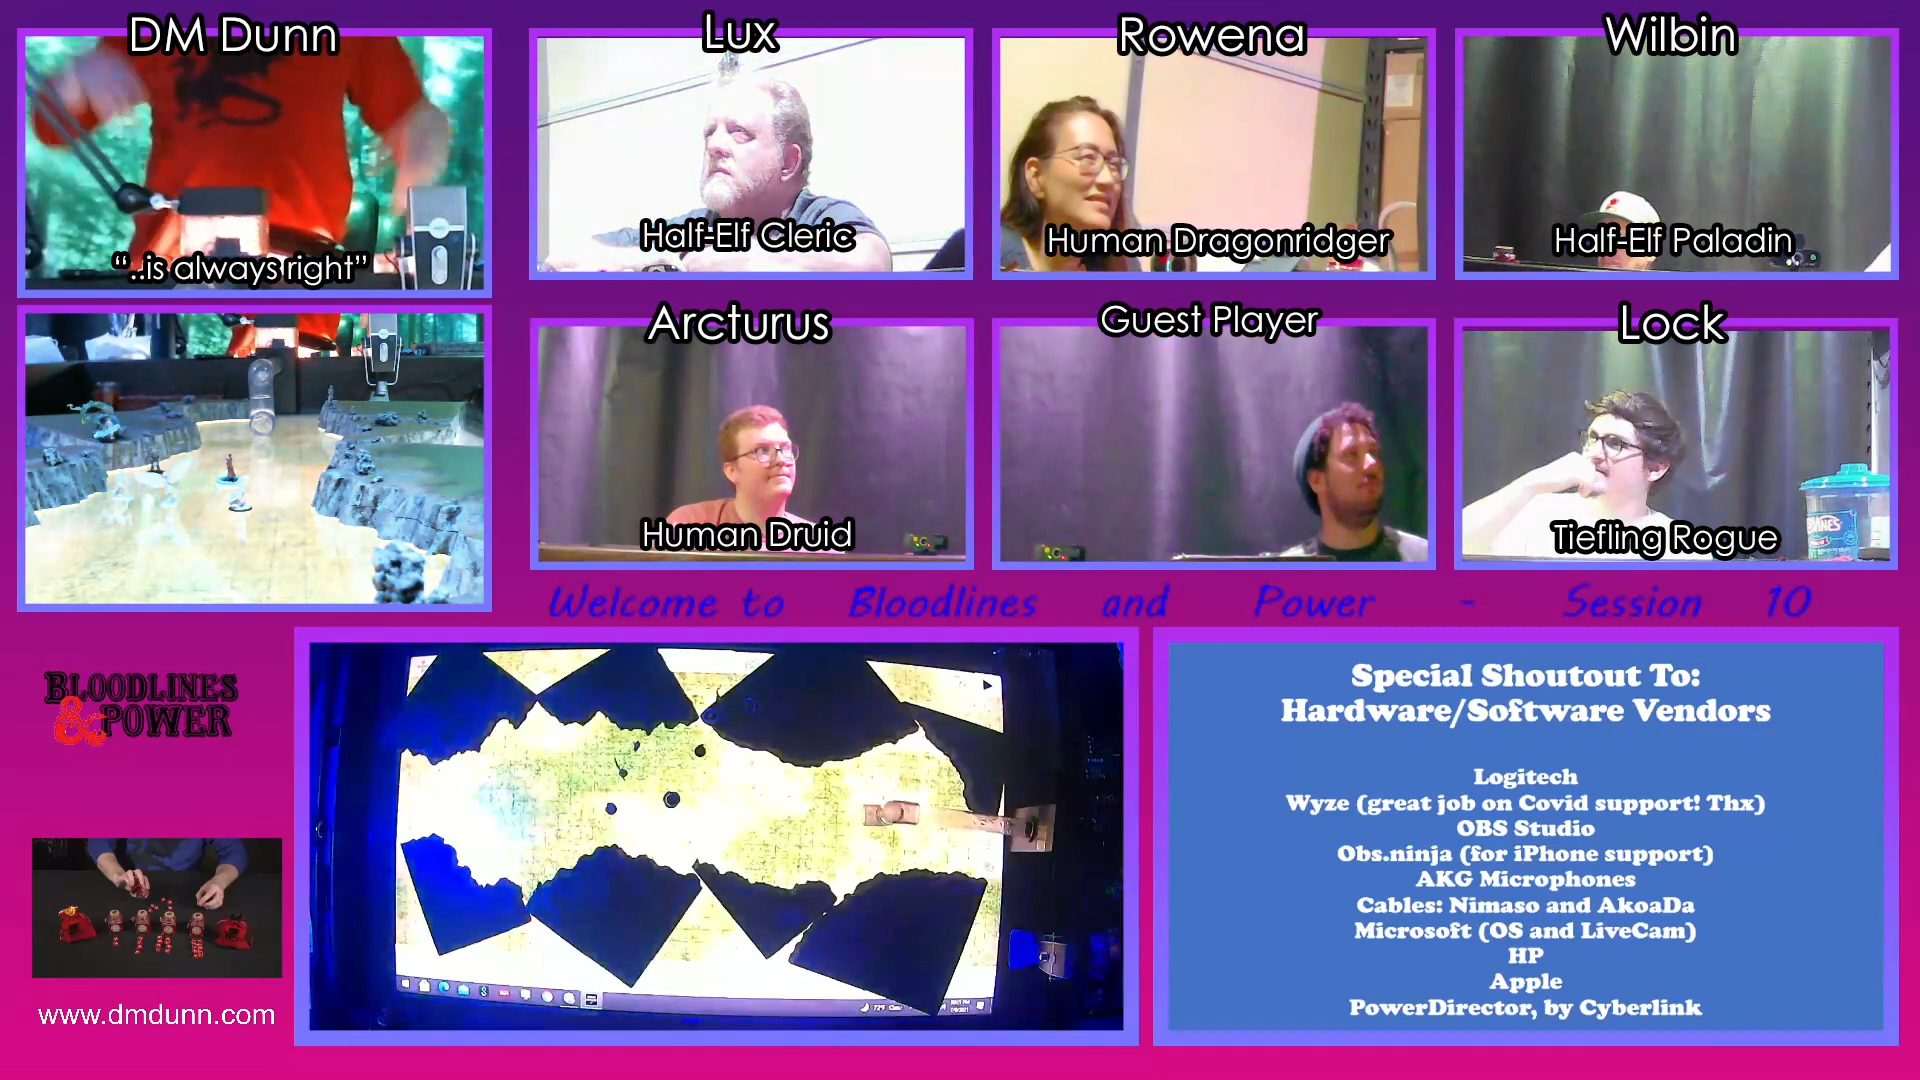 DM Dunn
"..is always right"
Lux
Half-Elf Cleric
Rowena
Human Dragonridger
Wilbin
Half-Elf Paladin
Arcturus
Human Druid
Guest Player
Lock
Tiefling Rogue
Welcome to Bloodlines and Power - Session 10
BLOODLINES
& POWER
www.dmdunn.com
Special Shoutout To:
Hardware/Software Vendors
Logitech
Wyze (great job on Covid support! Thx)
OBS Studio
Obs.ninja (for iPhone support)
AKG Microphones
Cables: Nimaso and AkoaDa
Microsoft (OS and LiveCam)
HP
Apple
PowerDirector, by Cyberlink